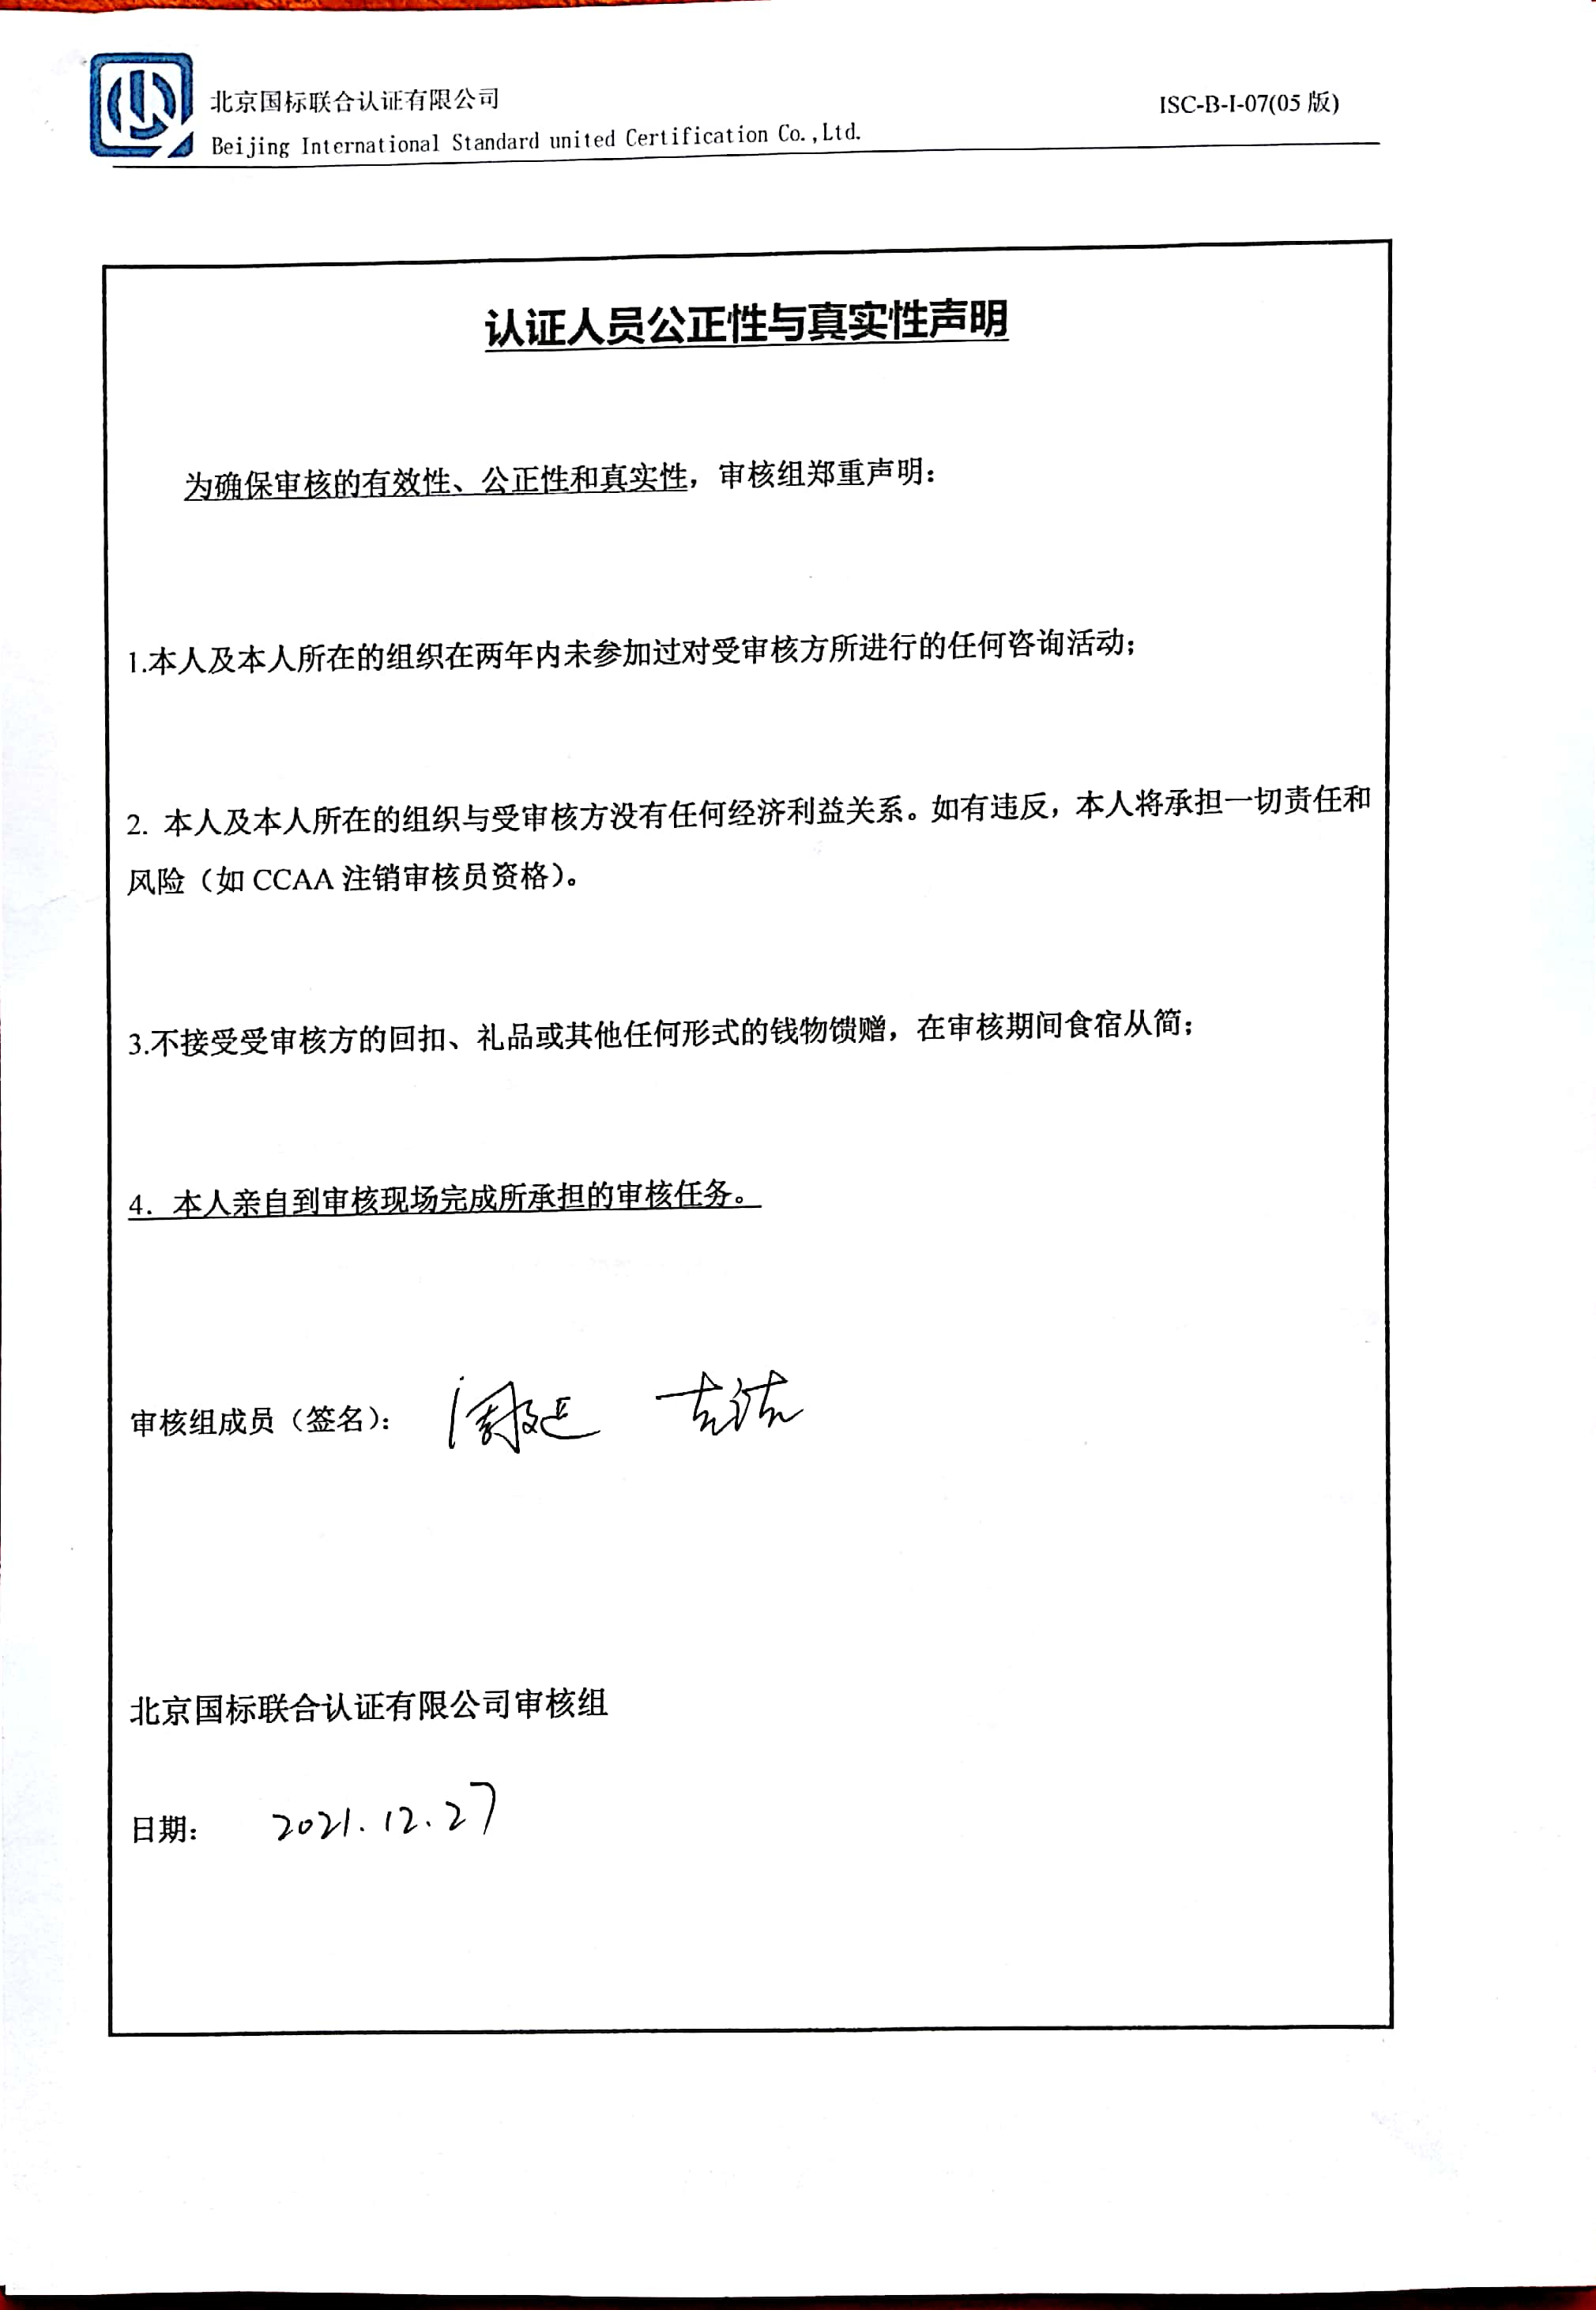 北京国标联合认证有限公司
ISC-B-I-07(05 版)
Beijing International Standard united Certification Co.,Ltd.
认证人员公正性与真实性声明
为确保审核的有效性、公正性和真实性，审核组郑重声明：
1.本人及本人所在的组织在两年内未参加过对受审核方所进行的任何咨询活动；
2. 本人及本人所在的组织与受审核方没有任何经济利益关系。如有违反，本人将承担一切责任和
风险（如 CCAA 注销审核员资格）。
3.不接受受审核方的回扣、礼品或其他任何形式的钱物馈赠，在审核期间食宿从简；
4. 本人亲自到审核现场完成所承担的审核任务。
审核组成员（签名）：
北京国标联合认证有限公司审核组
日期： 2021.12.27